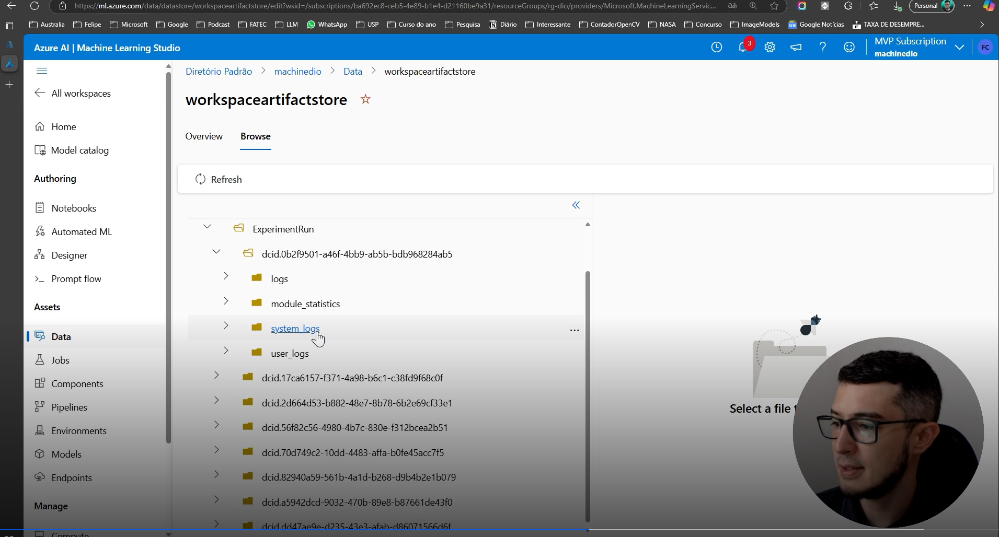 https://ml.azure.com/data/datastore/workspaceartifactstore/edit?wsid=/subscriptions/ba692ec8-ceb5-4e89-b1e4-d21160be9a31/resourceGroups/rg-dio/providers/Microsoft.MachineLearningServic...
aあ
Personal
Australia
Felipe
Microsoft
Google
Podcast
FATEC
LLM
WhatsApp
USP
Curso do ano
Pesquisa
Diário
Interessante
ContadorOpenCV
NASA
Concurso
ImageModels
Google Notícias
TAXA DE DESEMPRE...
Azure AI | Machine Learning Studio
3
MVP Subscription
machinedio
FC
All workspaces
Home
Model catalog
Authoring
Notebooks
Automated ML
Designer
Prompt flow
Assets
Data
Jobs
Components
Pipelines
Environments
Models
Endpoints
Manage
Compute
Diretório Padrão > machinedio > Data > workspaceartifactstore
workspaceartifactstore
Overview
Browse
Refresh
ExperimentRun
dcid.0b2f9501-a46f-4bb9-ab5b-bdb968284ab5
logs
module_statistics
system_logs
user_logs
dcid.17ca6157-f371-4a98-b6c1-c38fd9f68c0f
dcid.2d664d53-b882-48e7-8b78-6b2e69cf33e1
dcid.56f82c56-4980-4b7c-830e-f312bcea2b51
dcid.70d749c2-10dd-4483-affa-b0fe45acc7f5
dcid.82940a59-561b-4a1d-b268-d9b4b2e1b079
dcid.a5942dcd-9032-470b-89e8-b87661de43f0
dcid.dd47ae9e-d235-43e3-afab-d86071566d6f
Select a file